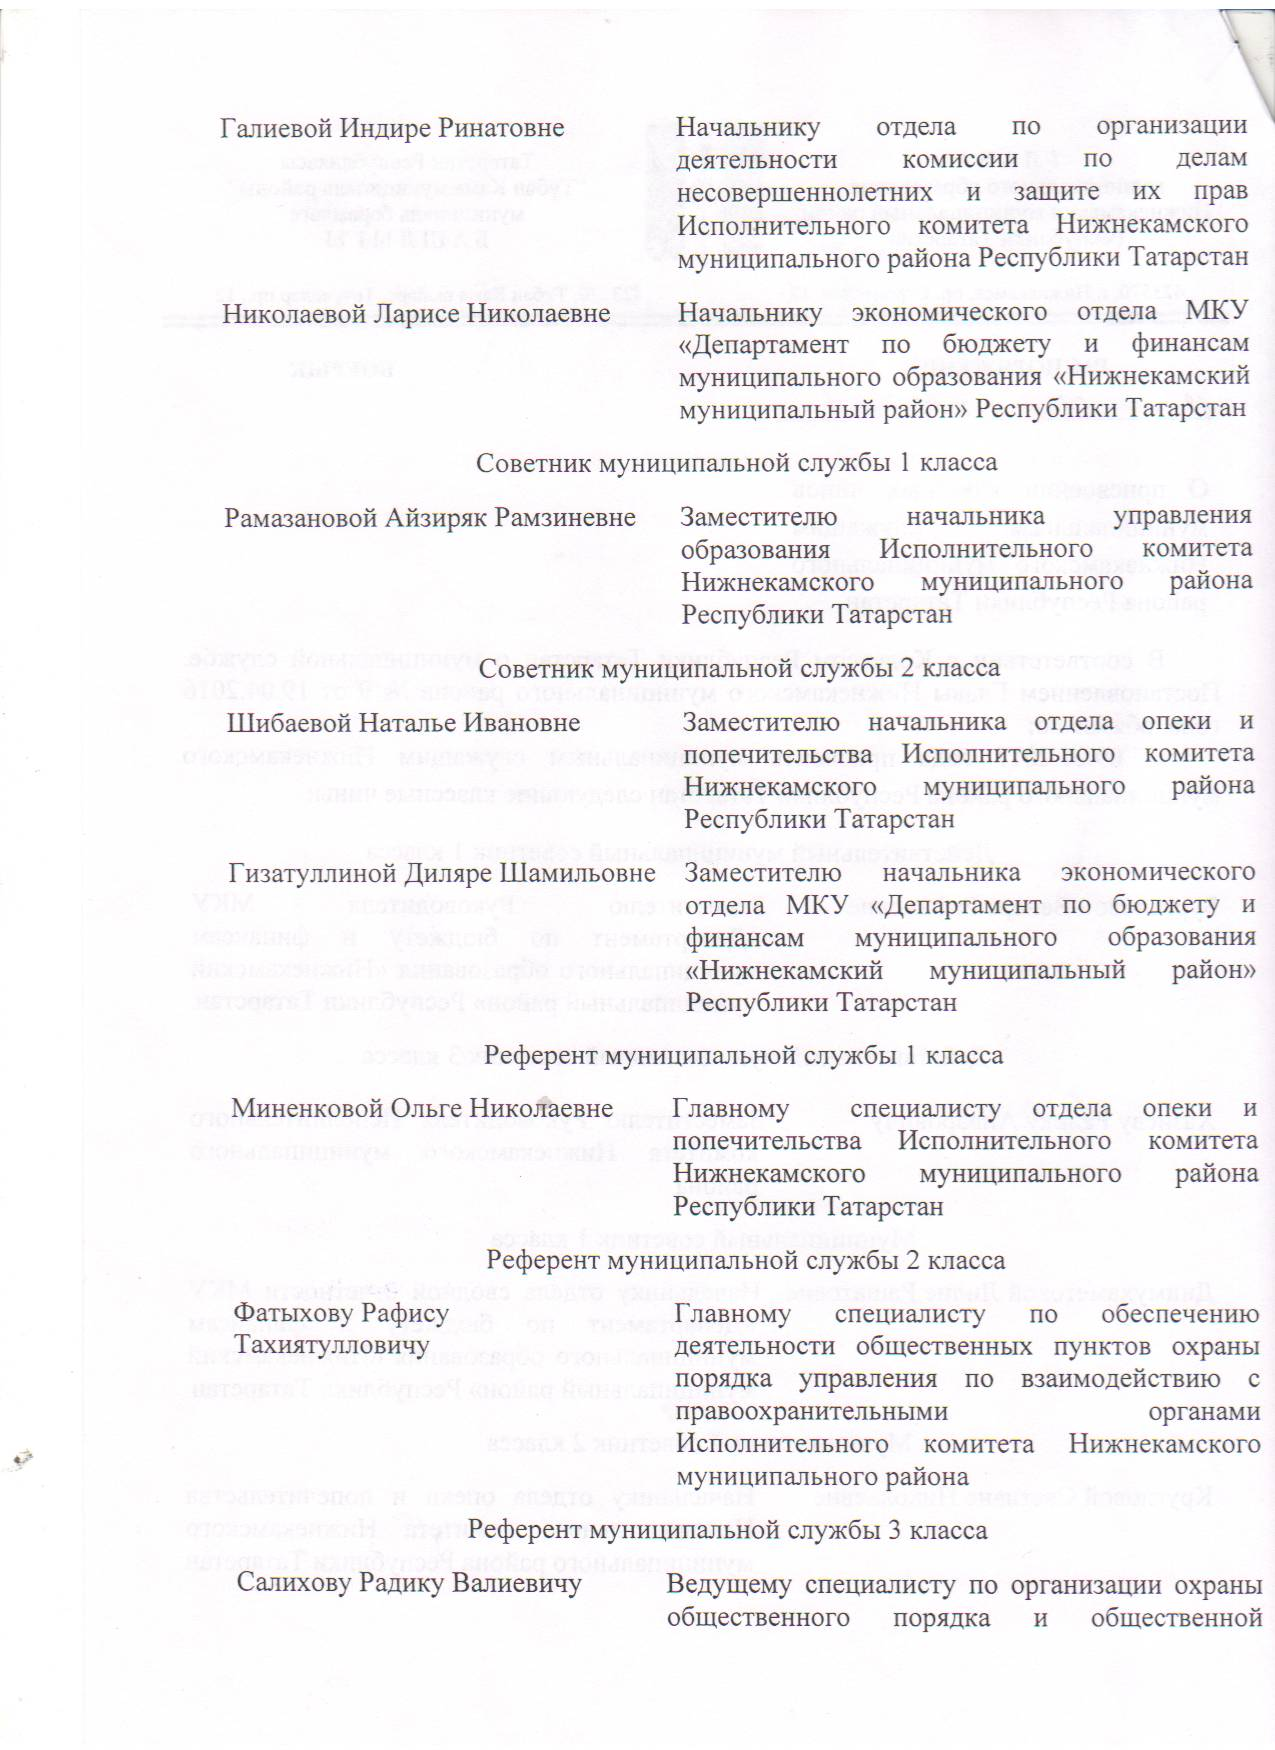 Галиевой Индире Ринатовне
Начальнику отдела по организации
деятельности комиссии по делам
несовершеннолетних и защите их прав
Исполнительного комитета Нижнекамского
муниципального района Республики Татарстан
Николаевой Ларисе Николаевне
Начальнику экономического отдела МКУ
«Департамент по бюджету и финансам
муниципального образования «Нижнекамский
муниципальный район» Республики Татарстан
Советник муниципальной службы 1 класса
Рамазановой Айзиряк Рамзиневне
Заместителю начальника управления
образования Исполнительного комитета
Нижнекамского муниципального района
Республики Татарстан
Советник муниципальной службы 2 класса
Шибаевой Наталье Ивановне
Заместителю начальника отдела опеки и
попечительства Исполнительного комитета
Нижнекамского муниципального района
Республики Татарстан
Гизатуллиной Диляре Шамильовне
Заместителю начальника экономического
отдела МКУ «Департамент по бюджету и
финансам муниципального образования
«Нижнекамский муниципальный район»
Республики Татарстан
Референт муниципальной службы 1 класса
Миненковой Ольге Николаевне
Главному специалисту отдела опеки и
попечительства Исполнительного комитета
Нижнекамского муниципального района
Республики Татарстан
Референт муниципальной службы 2 класса
Фатыхову Рафису
Тахиятулловичу
Главному специалисту по обеспечению
деятельности общественных пунктов охраны
порядка управления по взаимодействию с
правоохранительными органами
Исполнительного комитета Нижнекамского
муниципального района
Референт муниципальной службы 3 класса
Салихову Радику Валиевичу
Ведущему специалисту по организации охраны
общественного порядка и общественной